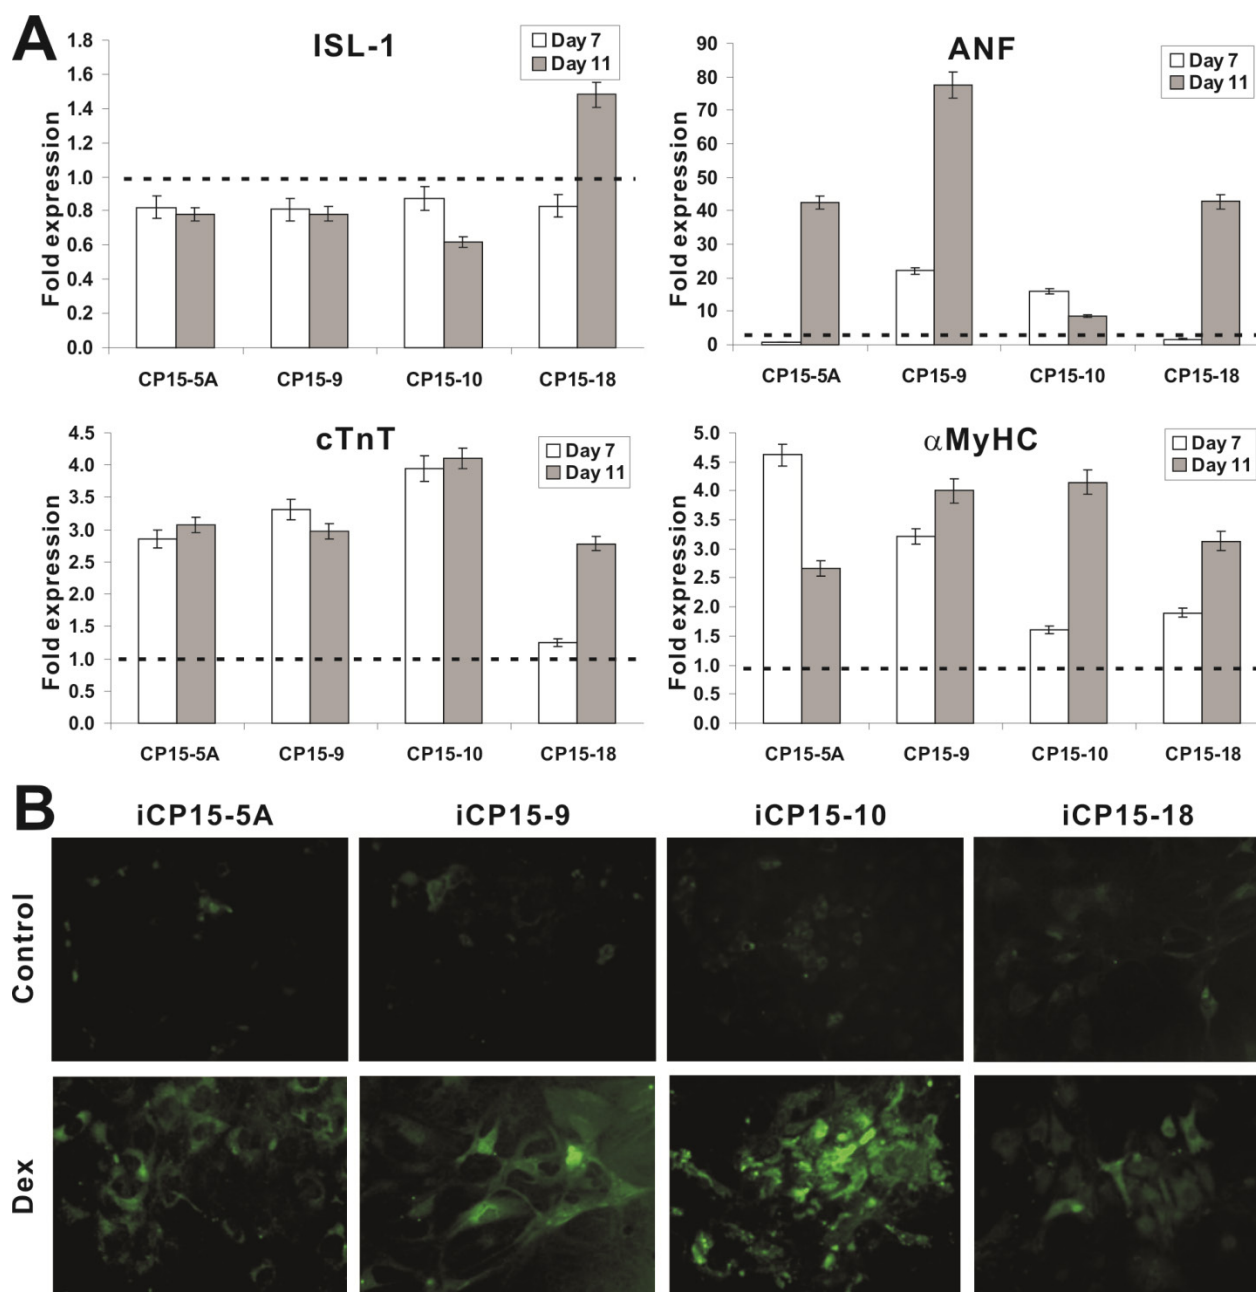 A
ISL-1
Day 7
Day 11
Fold expression
1.8
1.6
1.4
1.2
1.0
0.8
0.6
0.4
0.2
0.0
CP15-5A CP15-9 CP15-10 CP15-18
ANF
Day 7
Day 11
Fold expression
90
80
70
60
50
40
30
20
10
0
CP15-5A CP15-9 CP15-10 CP15-18
cTnT
Day 7
Day 11
Fold expression
4.5
4.0
3.5
3.0
2.5
2.0
1.5
1.0
0.5
0.0
CP15-5A CP15-9 CP15-10 CP15-18
αMyHC
Day 7
Day 11
Fold expression
5.0
4.5
4.0
3.5
3.0
2.5
2.0
1.5
1.0
0.5
0.0
CP15-5A CP15-9 CP15-10 CP15-18
B
iCP15-5A iCP15-9 iCP15-10 iCP15-18
Control
Dex